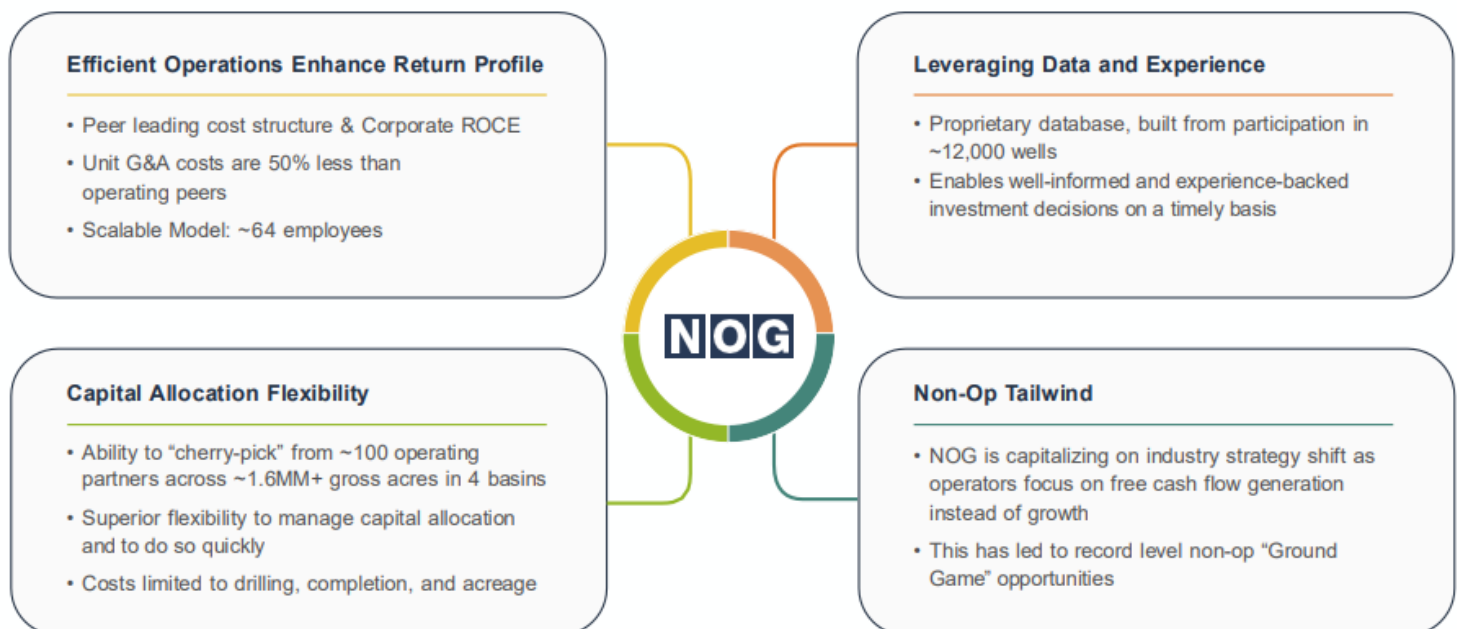 Efficient Operations Enhance Return Profile
• Peer leading cost structure & Corporate ROCE
• Unit G&A costs are 50% less than
operating peers
• Scalable Model: ~64 employees
Leveraging Data and Experience
• Proprietary database, built from participation in
~12,000 wells
• Enables well-informed and experience-backed
investment decisions on a timely basis
NOG
Capital Allocation Flexibility
• Ability to “cherry-pick” from ~100 operating
partners across ~1.6MM+ gross acres in 4 basins
• Superior flexibility to manage capital allocation
and to do so quickly
• Costs limited to drilling, completion, and acreage
Non-Op Tailwind
• NOG is capitalizing on industry strategy shift as
operators focus on free cash flow generation
instead of growth
• This has led to record level non-op “Ground
Game” opportunities